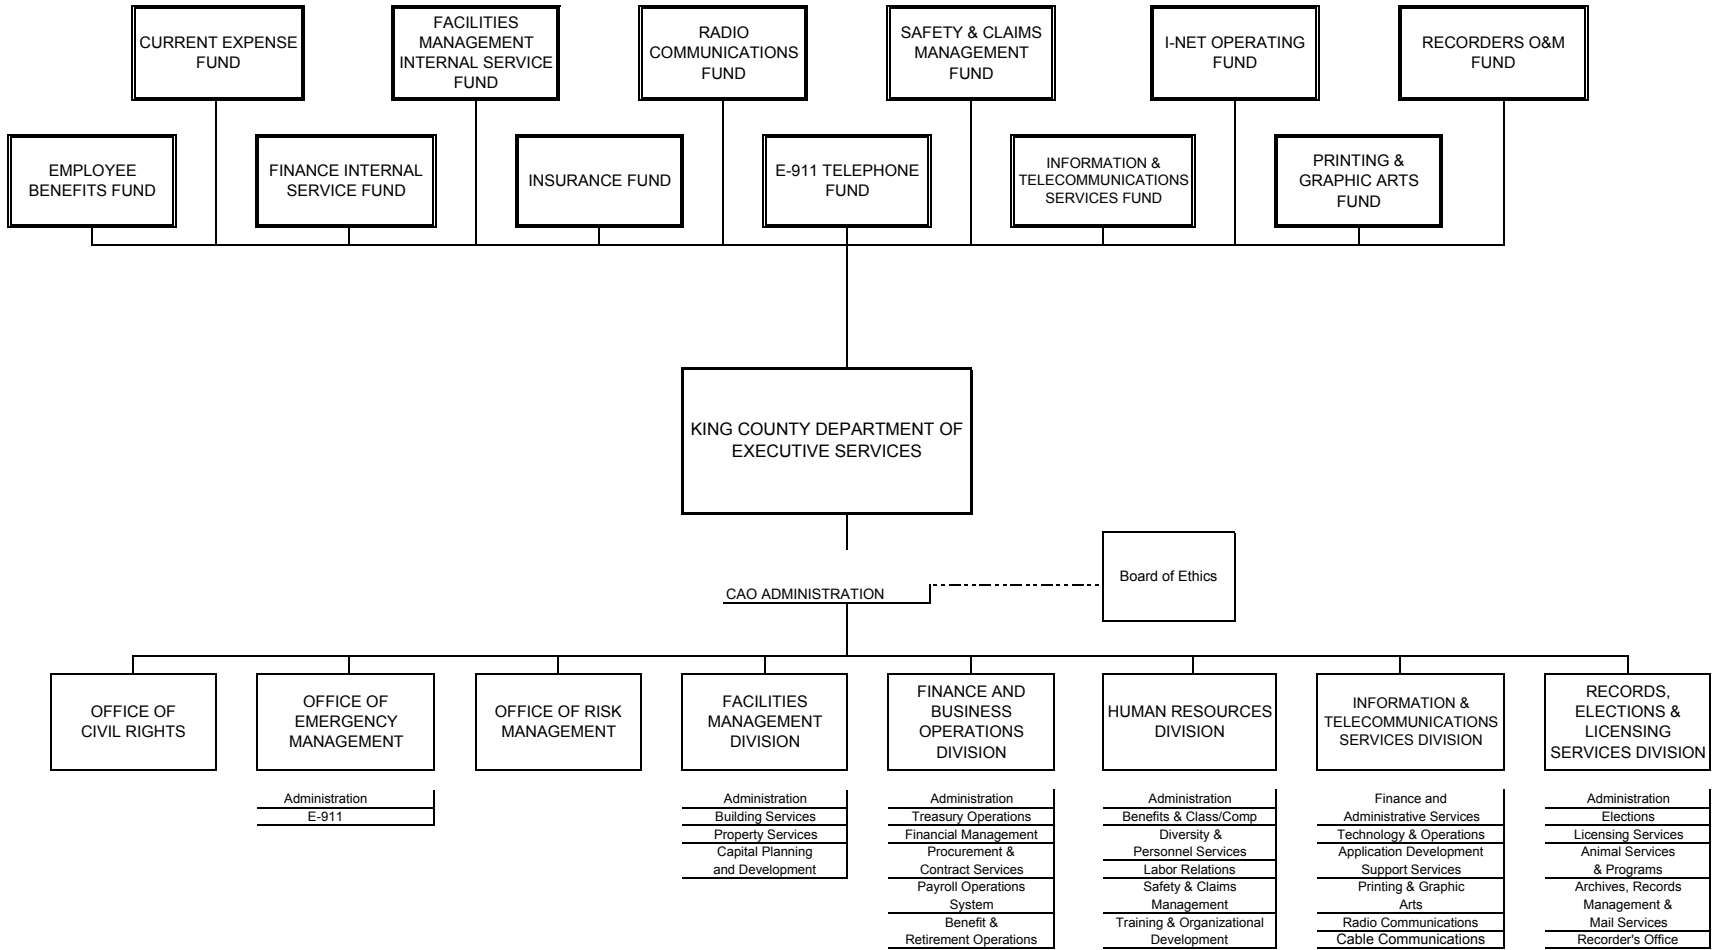 CURRENT EXPENSE
FUND
FACILITIES
MANAGEMENT
INTERNAL SERVICE
FUND
RADIO
COMMUNICATIONS
FUND
SAFETY & CLAIMS
MANAGEMENT
FUND
I-NET OPERATING
FUND
RECORDERS O&M
FUND
EMPLOYEE
BENEFITS FUND
FINANCE INTERNAL
SERVICE FUND
INSURANCE FUND
E-911 TELEPHONE
FUND
INFORMATION &
TELECOMMUNICATIONS
SERVICES FUND
PRINTING &
GRAPHIC ARTS
FUND
KING COUNTY DEPARTMENT OF
EXECUTIVE SERVICES
Board of Ethics
CAO ADMINISTRATION
OFFICE OF
CIVIL RIGHTS
OFFICE OF
EMERGENCY
MANAGEMENT
Administration
E-911
OFFICE OF RISK
MANAGEMENT
FACILITIES
MANAGEMENT
DIVISION
Administration
Building Services
Property Services
Capital Planning
and Development
FINANCE AND
BUSINESS
OPERATIONS
DIVISION
Administration
Treasury Operations
Financial Management
Procurement &
Contract Services
Payroll Operations
System
Benefit &
Retirement Operations
HUMAN RESOURCES
DIVISION
Administration
Benefits & Class/Comp
Diversity &
Personnel Services
Labor Relations
Safety & Claims
Management
Training & Organizational
Development
INFORMATION &
TELECOMMUNICATIONS
SERVICES DIVISION
Finance and
Administrative Services
Technology & Operations
Application Development
Support Services
Printing & Graphic
Arts
Radio Communications
Cable Communications
RECORDS,
ELECTIONS &
LICENSING
SERVICES DIVISION
Administration
Elections
Licensing Services
Animal Services
& Programs
Archives, Records
Management &
Mail Services
Recorder's Office